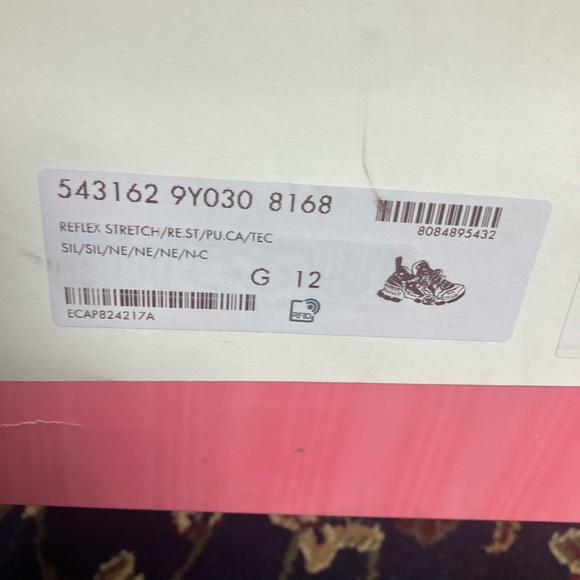 543162 9Y030 8168
8084895432
REFLEX STRETCH/RE.ST/PU.CA/TEC
SIL/SIL/NE/NE/NE/N-C
G 12
RFID
ECAP824217A